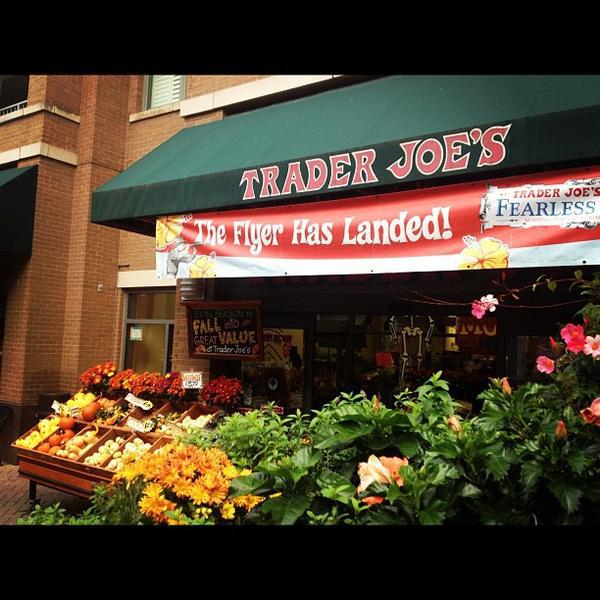 TRADER JOE'S
The Flyer Has Landed!
TRADER JOE'S
FEARLESS
FALL into
GREAT VALUE
at Trader Joe's